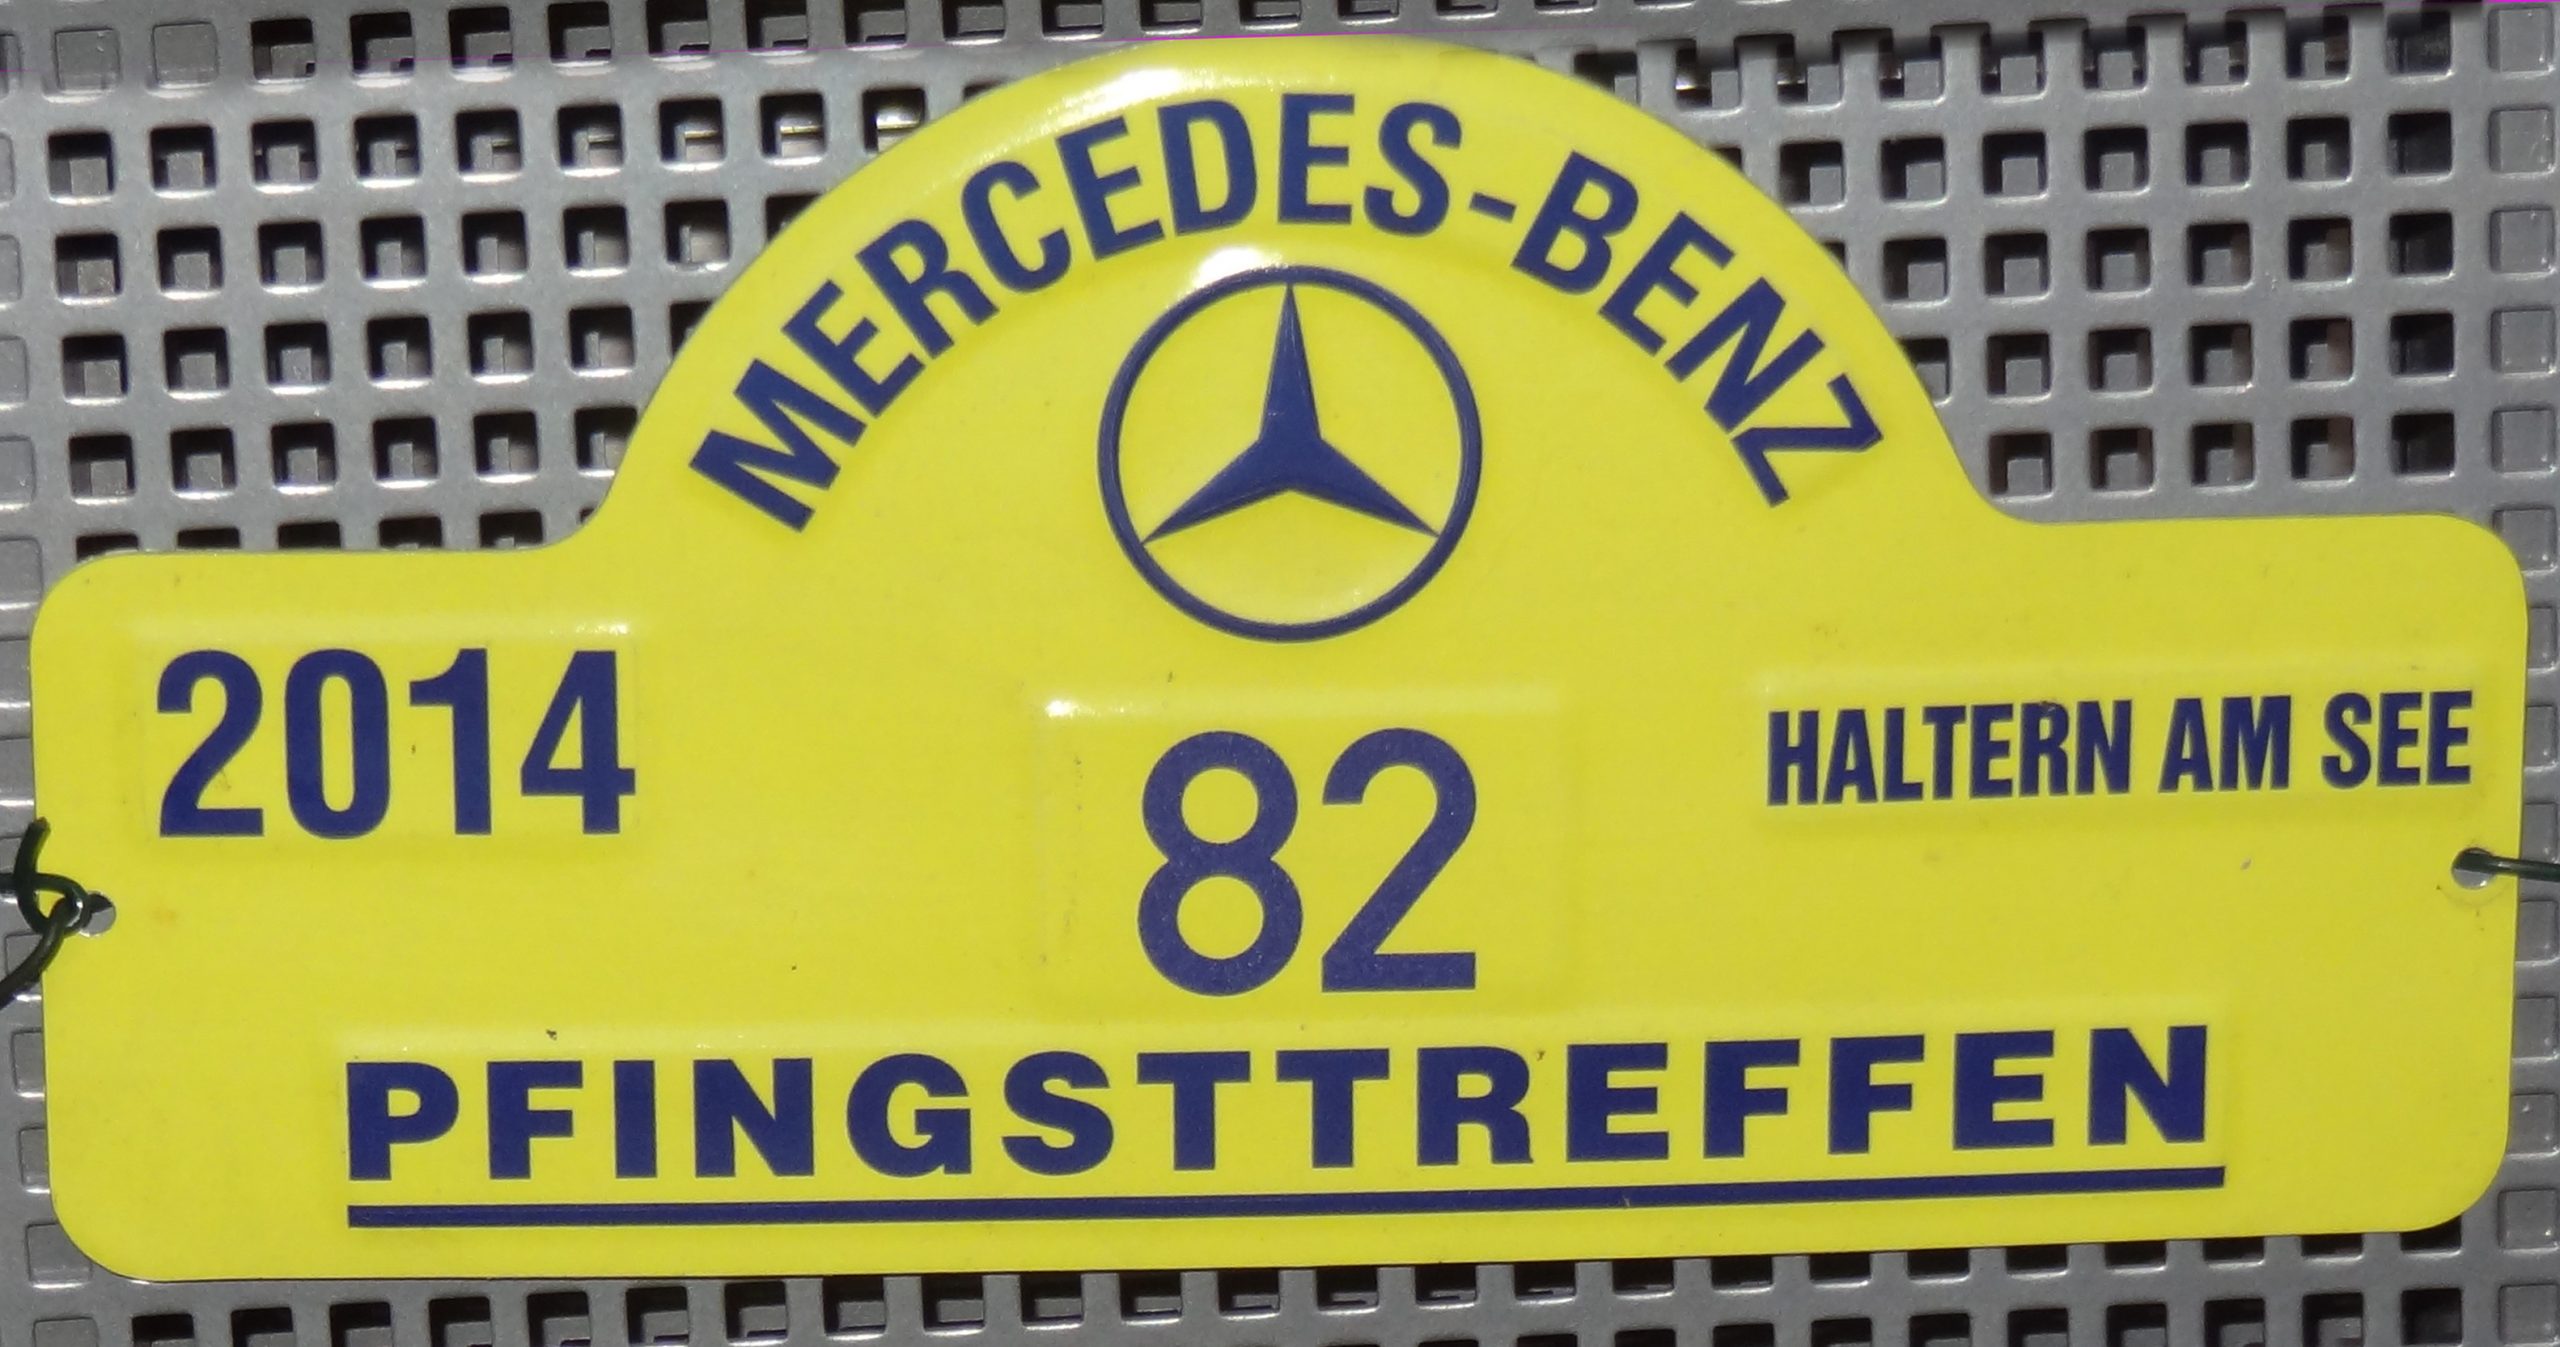 MERCEDES-BENZ
2014
HALTERN AM SEE
82
PFINGSTTREFFEN